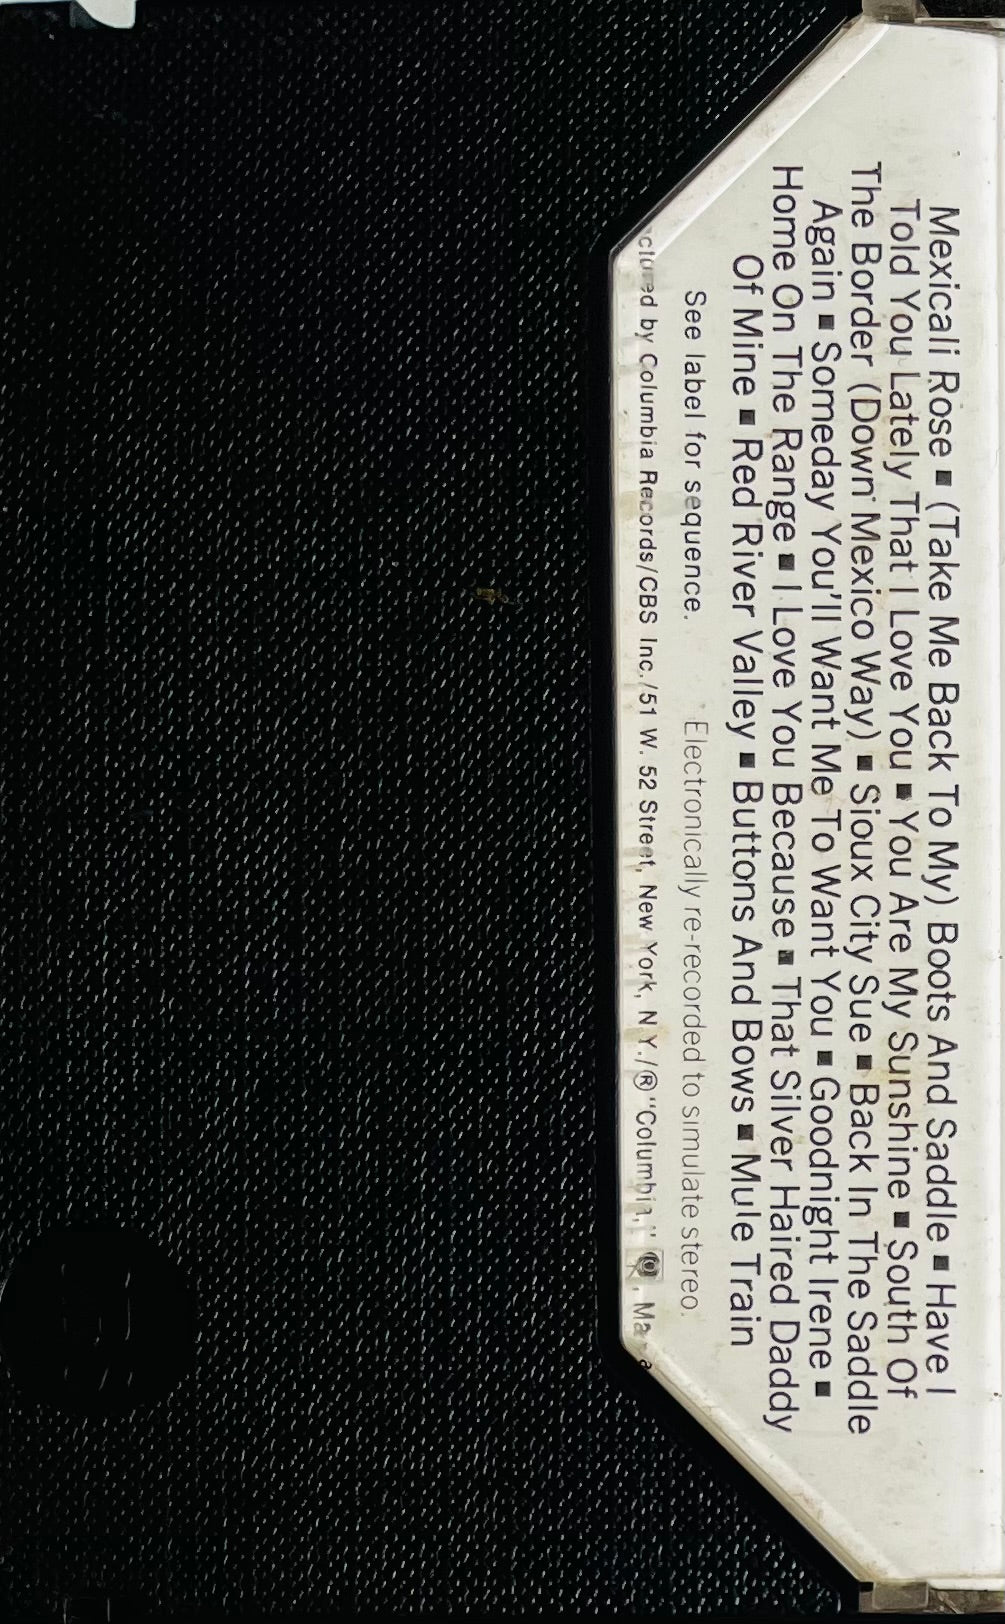 Mexicali Rose ▪ (Take Me Back To My) Boots And Saddle ▪ Have I
Told You Lately That I Love You ▪ You Are My Sunshine ▪ South Of
The Border (Down Mexico Way) ▪ Sioux City Sue ▪ Back In The Saddle
Again ▪ Someday You'll Want Me To Want You ▪ Goodnight Irene ▪
Home On The Range ▪ I Love You Because ▪ That Silver Haired Daddy
Of Mine ▪ Red River Valley ▪ Buttons And Bows ▪ Mule Train
See label for sequence. Electronically re-recorded to simulate stereo.
by Columbia Records/CBS Inc./51 W. 52 Street, New York, N.Y./® "Columbia,"